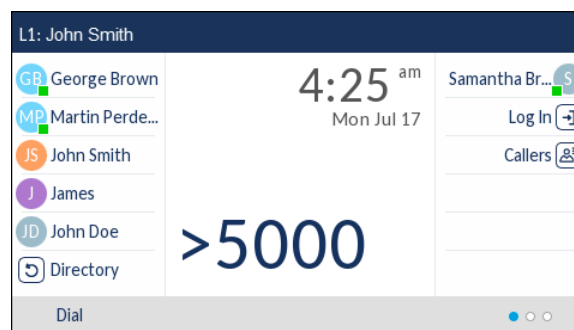 L1: John Smith
GB George Brown
MP Martin Perde...
JS John Smith
J James
JD John Doe
Directory
4:25 am
Mon Jul 17
>5000
Samantha Br... S
Log In
Callers
Dial